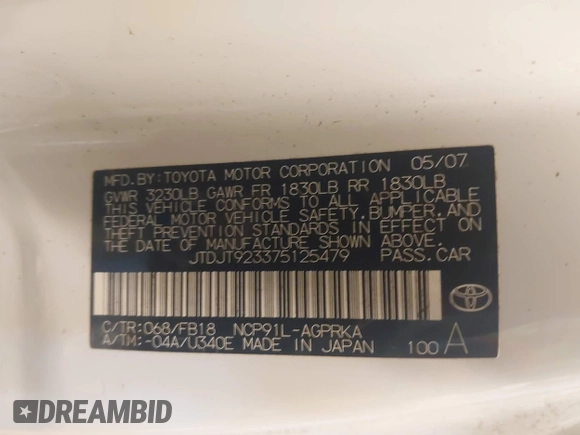 MFD. BY: TOYOTA MOTOR CORPORATION 05/07
GVWR 3230LB GAWR FR 1830LB RR 1830LB
THIS VEHICLE CONFORMS TO ALL APPLICABLE
FEDERAL MOTOR VEHICLE SAFETY, BUMPER, AND
THEFT PREVENTION STANDARDS IN EFFECT ON
THE DATE OF MANUFACTURE SHOWN ABOVE.
JTDJT923375125479 PASS.CAR
C/TR: 068/FB18 NCP91L-AGPRKA
A/TM: -04A/U340E MADE IN JAPAN 100 A
DREAMBID